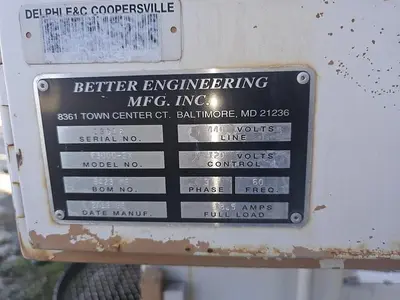 DELPHI E&C COOPERSVILLE
BETTER ENGINEERING
MFG. INC.
8361 TOWN CENTER CT. BALTIMORE, MD 21236
SERIAL NO.
VOLTS
LINE
MODEL NO.
VOLTS
CONTROL
BOM NO.
PHASE
60
FREQ.
DATE MANUF.
AMPS
FULL LOAD